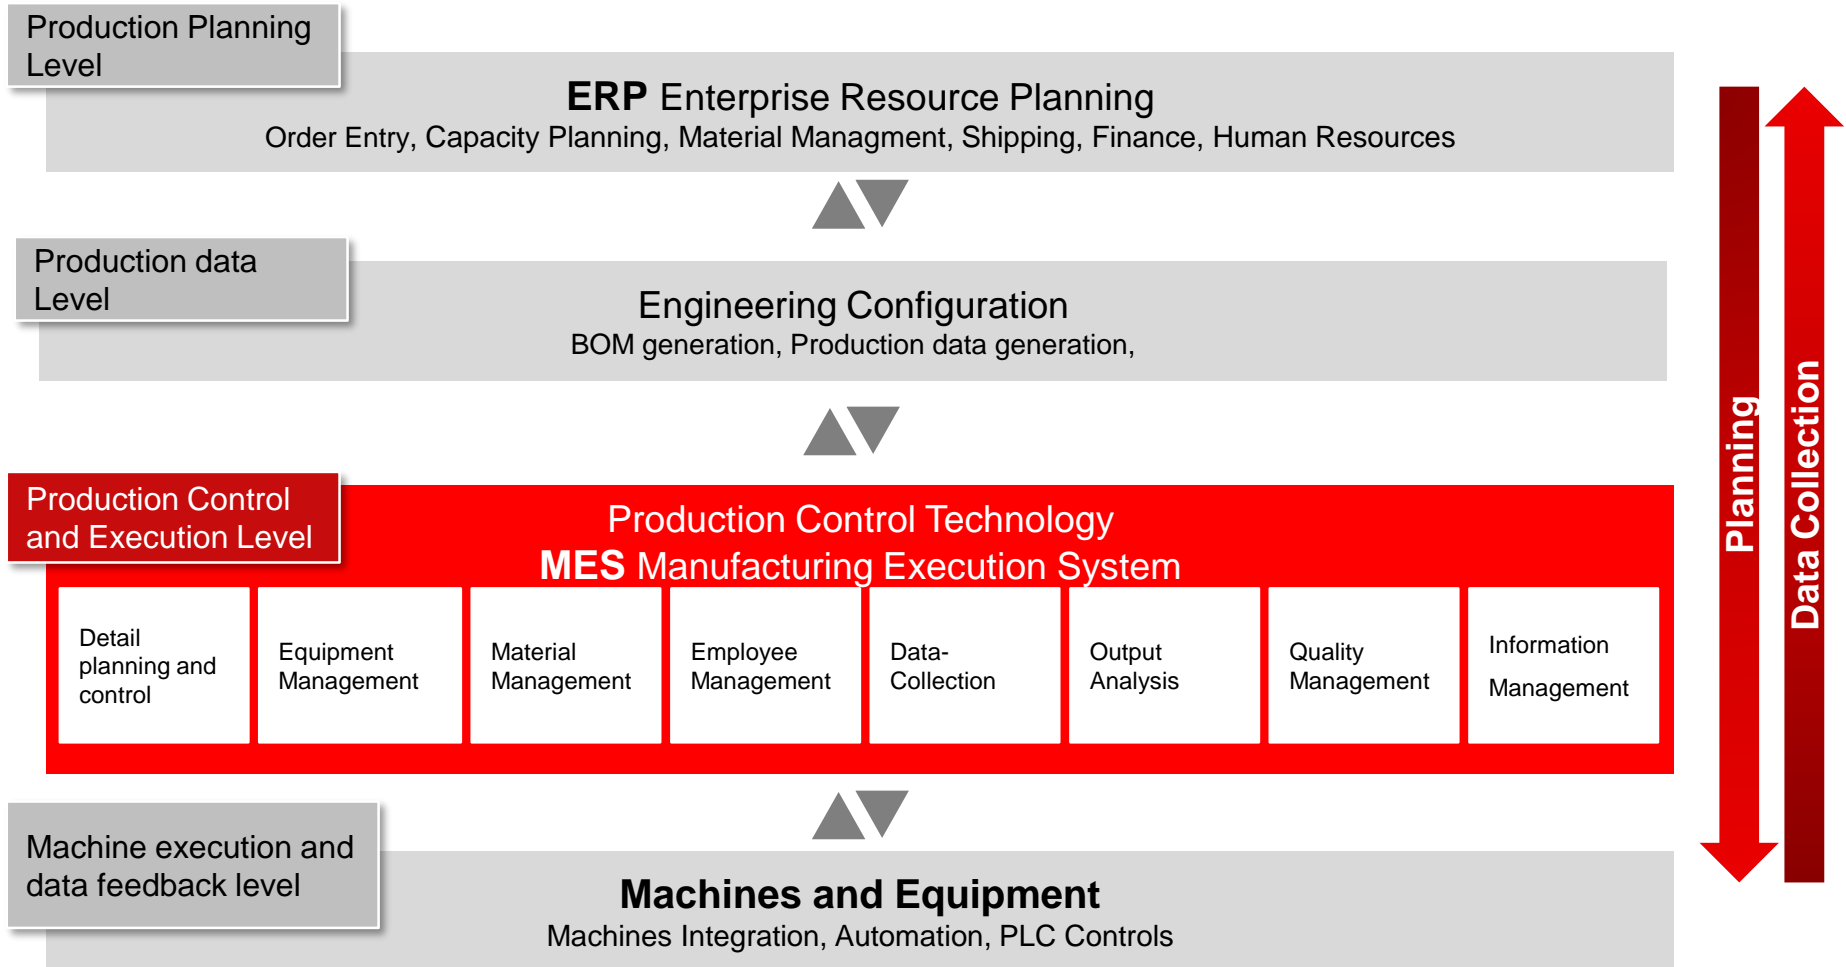 Production Planning
Level
ERP Enterprise Resource Planning
Order Entry, Capacity Planning, Material Managment, Shipping, Finance, Human Resources
Production data
Level
Engineering Configuration
BOM generation, Production data generation,
Production Control
and Execution Level
Production Control Technology
MES Manufacturing Execution System
Detail
planning and
control
Equipment
Management
Material
Management
Employee
Management
Data-
Collection
Output
Analysis
Quality
Management
Information
Management
Machine execution and
data feedback level
Machines and Equipment
Machines Integration, Automation, PLC Controls
Planning
Data Collection